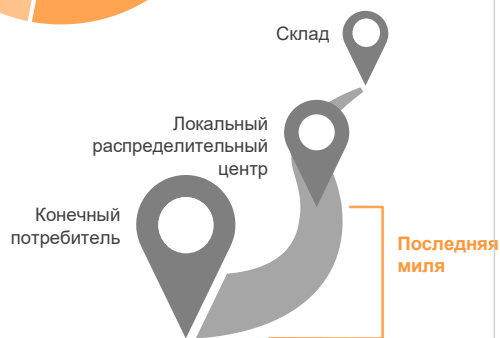 Склад
Локальный
распределительный
центр
Конечный
потребитель
Последняя
миля